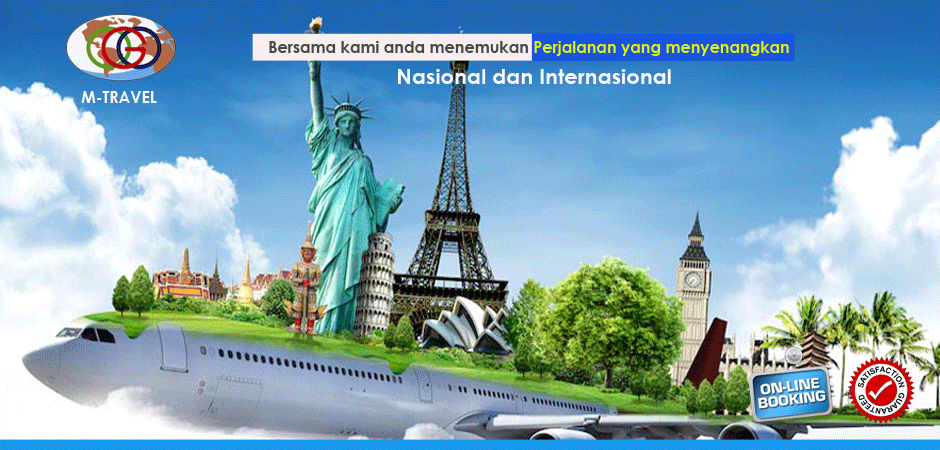 Bersama kami anda menemukan Perjalanan yang menyenangkan
Nasional dan Internasional
M-TRAVEL
ON-LINE
BOOKING
SATISFACTION
GUARANTEED